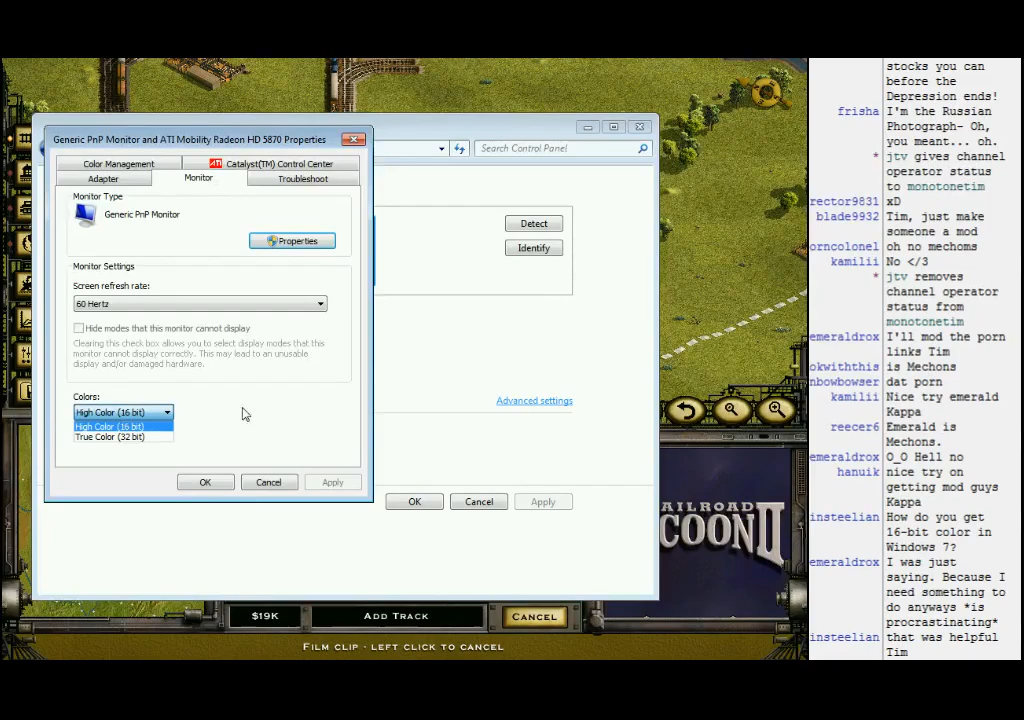 Generic PnP Monitor and ATI Mobility Radeon HD 5870 Properties
Color Management
ATI Catalyst(TM) Control Center
Adapter
Monitor
Troubleshoot
Monitor Type
Generic PnP Monitor
Properties
Monitor Settings
Screen refresh rate:
60 Hertz
Hide modes that this monitor cannot display
Clearing this check box allows you to select display modes that this
monitor cannot display correctly. This may lead to an unusable
display and/or damaged hardware.
Colors:
High Color (16 bit)
High Color (16 bit)
True Color (32 bit)
OK
Cancel
Apply
Search Control Panel
Detect
Identify
Advanced settings
OK
Cancel
Apply
AILROAD
COON II
$19K
ADD TRACK
CANCEL
FILM CLIP - LEFT CLICK TO CANCEL
stocks you can
before the
Depression ends!
frisha I'm the Russian
Photograph- Oh,
you meant... oh.
* jtv gives channel
operator status
to monotonetim
rector9831 xD
blade9932 Tim, just make
someone a mod
orncolonel oh no mechoms
kamilii No </3
* jtv removes
channel operator
status from
monotonetim
emeraldrox I'll mod the porn
links Tim
okwiththis is Mechons
nbowbowser dat porn
kamilii Nice try emerald
Kappa
reecer6 Emerald is
Mechons.
emeraldrox O_O Hell no
hanuik nice try on
getting mod guys
Kappa
insteelian How do you get
16-bit color in
Windows 7?
emeraldrox I was just
saying. Because I
need something to
do anyways *is
procrastinating*
insteelian that was helpful
Tim